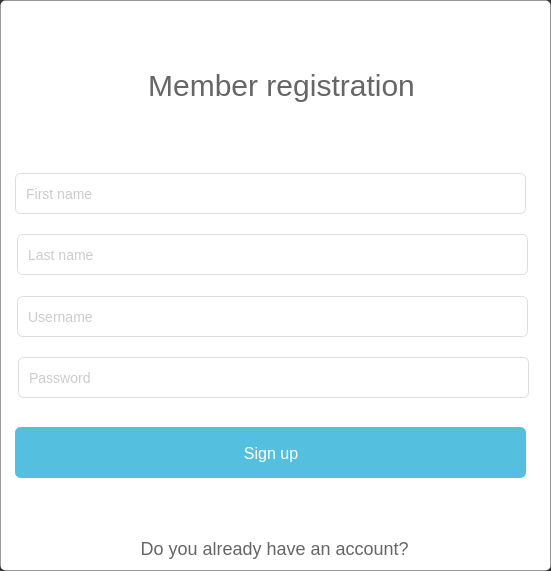 Member registration
First name
Last name
Username
Password
Sign up
Do you already have an account?